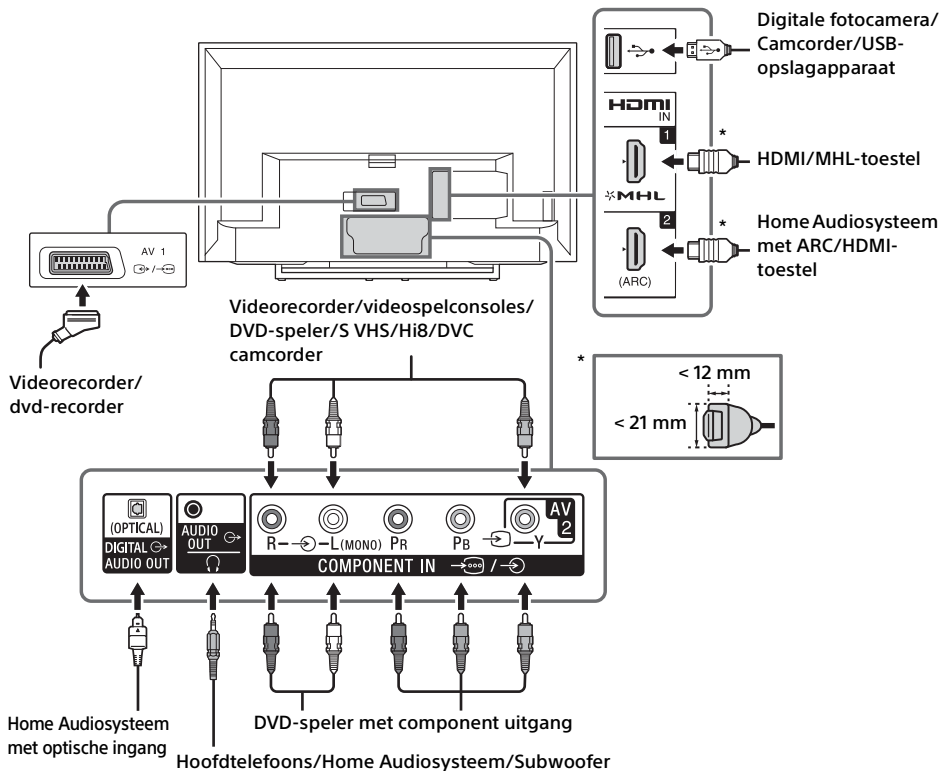 Digitale fotocamera/
Camcorder/USB-
opslagapparaat
HDMI
IN
1
*
HDMI/MHL-toestel
MHL
2
*
Home Audiosysteem
met ARC/HDMI-
toestel
(ARC)
AV 1
/
Videorecorder/
dvd-recorder
Videorecorder/videospelconsoles/
DVD-speler/S VHS/Hi8/DVC
camcorder
*
< 12 mm
< 21 mm
(OPTICAL)
DIGITAL
AUDIO OUT
AUDIO
OUT
R
L(MONO)
PR
PB
Y
AV
2
COMPONENT IN
/
Home Audiosysteem
met optische ingang
DVD-speler met component uitgang
Hoofdtelefoons/Home Audiosysteem/Subwoofer